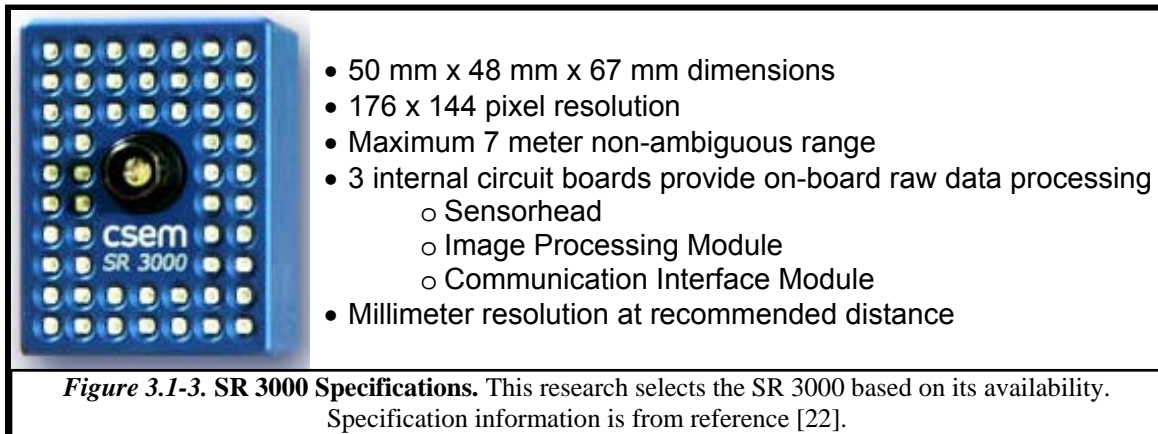 csem
SR 3000
• 50 mm x 48 mm x 67 mm dimensions
• 176 x 144 pixel resolution
• Maximum 7 meter non-ambiguous range
• 3 internal circuit boards provide on-board raw data processing
o Sensorhead
o Image Processing Module
o Communication Interface Module
• Millimeter resolution at recommended distance
Figure 3.1-3. SR 3000 Specifications. This research selects the SR 3000 based on its availability.
Specification information is from reference [22].